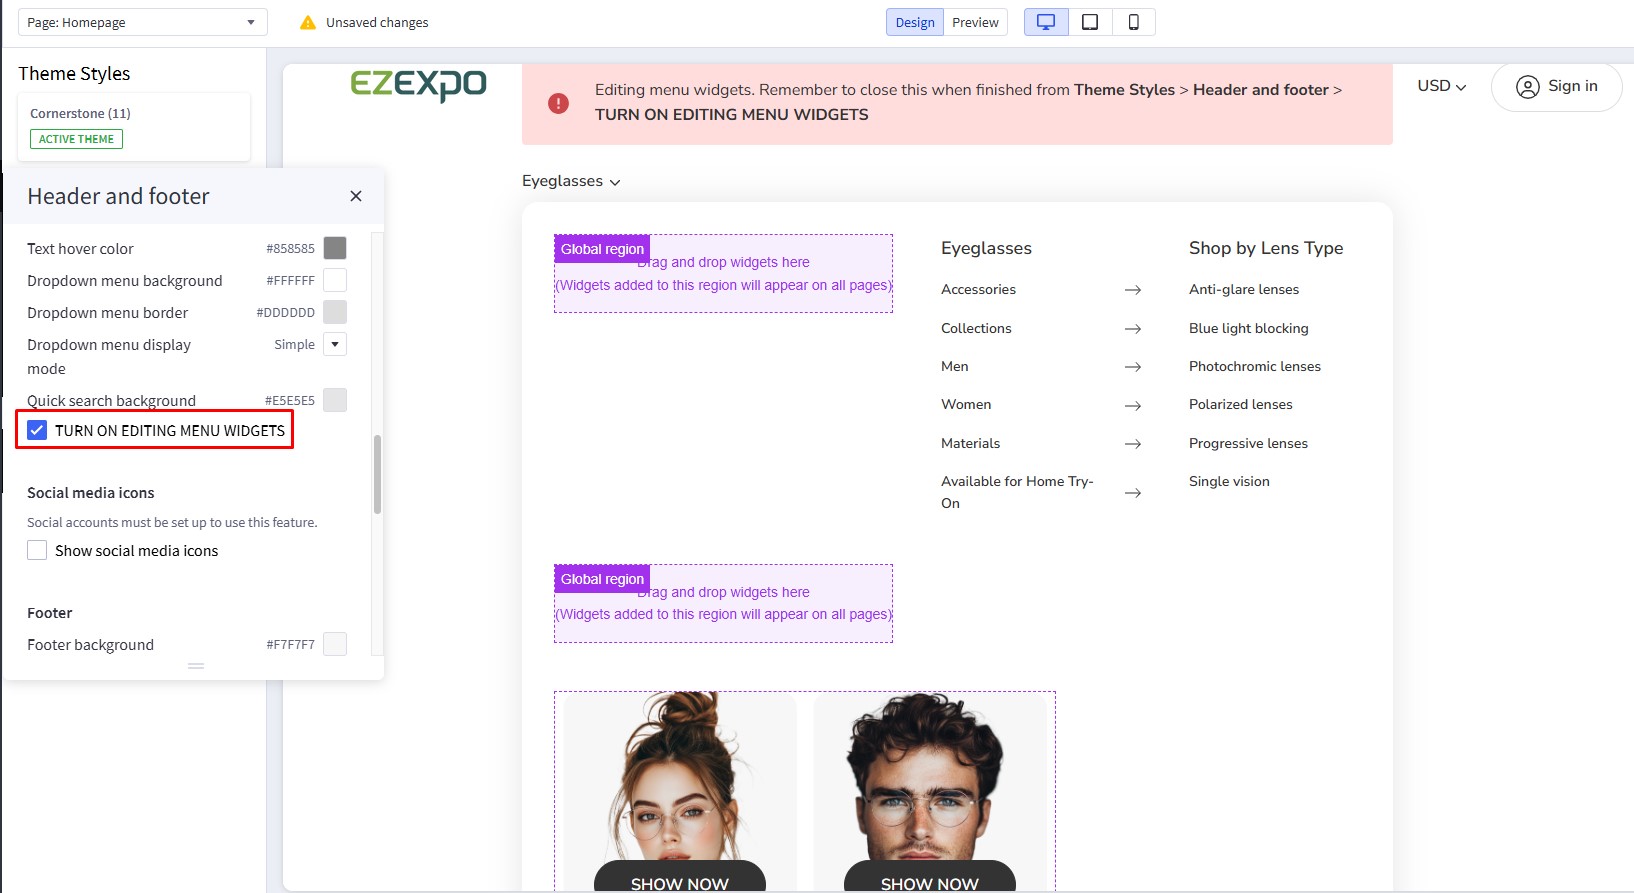 Page: Homepage
Unsaved changes
Design
Preview
Theme Styles
Cornerstone (11)
ACTIVE THEME
EZEXPO
Editing menu widgets. Remember to close this when finished from Theme Styles > Header and footer >
TURN ON EDITING MENU WIDGETS
USD
Sign in
Header and footer
Text hover color
#858585
Dropdown menu background
#FFFFFF
Dropdown menu border
#DDDDDD
Dropdown menu display
mode
Simple
Quick search background
#E5E5E5
TURN ON EDITING MENU WIDGETS
Social media icons
Social accounts must be set up to use this feature.
Show social media icons
Footer
Footer background
#F7F7F7
Eyeglasses
Global region
Drag and drop widgets here
(Widgets added to this region will appear on all pages)
Eyeglasses
Accessories
Collections
Men
Women
Materials
Available for Home Try-
On
Shop by Lens Type
Anti-glare lenses
Blue light blocking
Photochromic lenses
Polarized lenses
Progressive lenses
Single vision
Global region
Drag and drop widgets here
(Widgets added to this region will appear on all pages)
SHOW NOW
SHOW NOW